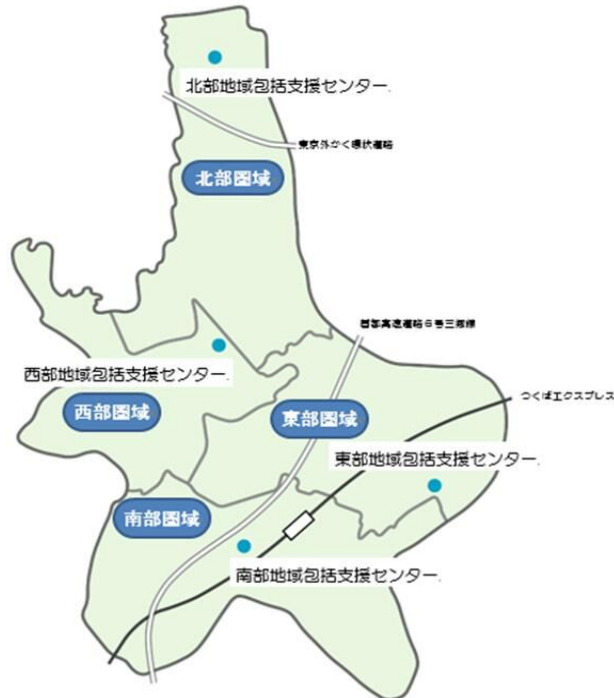 北部地域包括支援センター.
東京外かく環状道路
北部圏域
首都高速道路6号三郷線
西部地域包括支援センター.
つくばエクスプレス
西部圏域
東部圏域
東部地域包括支援センター.
南部圏域
南部地域包括支援センター.